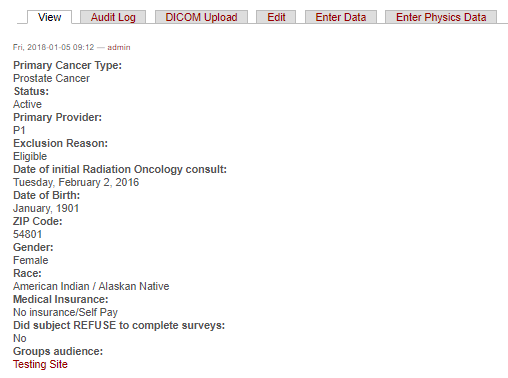 View Audit Log DICOM Upload Edit Enter Data Enter Physics Data
Fri, 2018-01-05 09:12 — admin
Primary Cancer Type:
Prostate Cancer
Status:
Active
Primary Provider:
P1
Exclusion Reason:
Eligible
Date of initial Radiation Oncology consult:
Tuesday, February 2, 2016
Date of Birth:
January, 1901
ZIP Code:
54801
Gender:
Female
Race:
American Indian / Alaskan Native
Medical Insurance:
No insurance/Self Pay
Did subject REFUSE to complete surveys:
No
Groups audience:
Testing Site